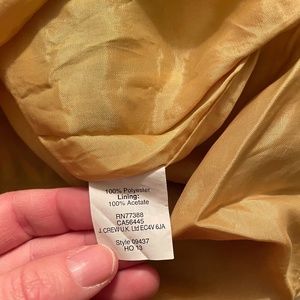 100% Polyester
Lining:
100% Acetate
RN77388
CA56445
J.CREW U.K. Ltd EC4V 6JA
Style 09437
HO 13